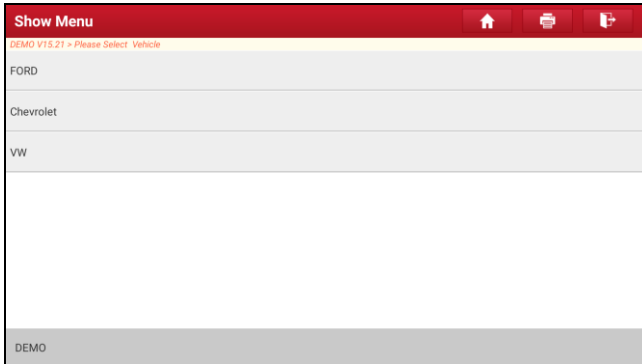 Show Menu
DEMO V15.21 > Please Select Vehicle
FORD
Chevrolet
VW
DEMO